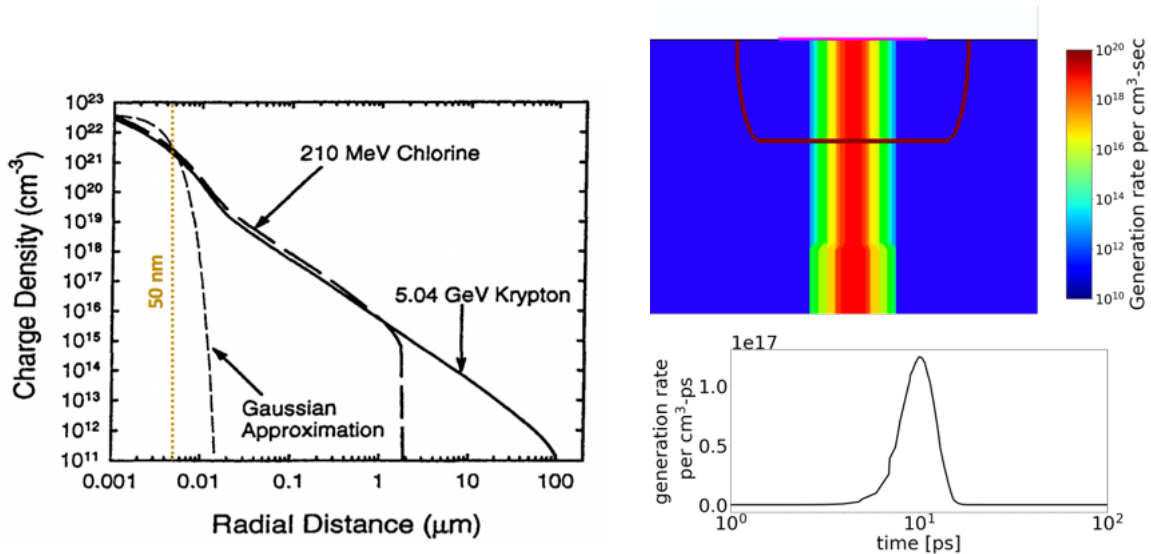 Charge Density (cm⁻³)
10²³
10²²
10²¹
10²⁰
10¹⁹
10¹⁸
10¹⁷
10¹⁶
10¹⁵
10¹⁴
10¹³
10¹²
10¹¹
50 nm
210 MeV Chlorine
5.04 GeV Krypton
Gaussian
Approximation
0.001
0.01
0.1
1
10
100
Radial Distance (μm)
10²⁰
10¹⁸
10¹⁶
10¹⁴
10¹²
10¹⁰
Generation rate per cm³-sec
1e17
generation rate
per cm³-ps
1.0
0.5
0.0
10⁰
10¹
10²
time [ps]